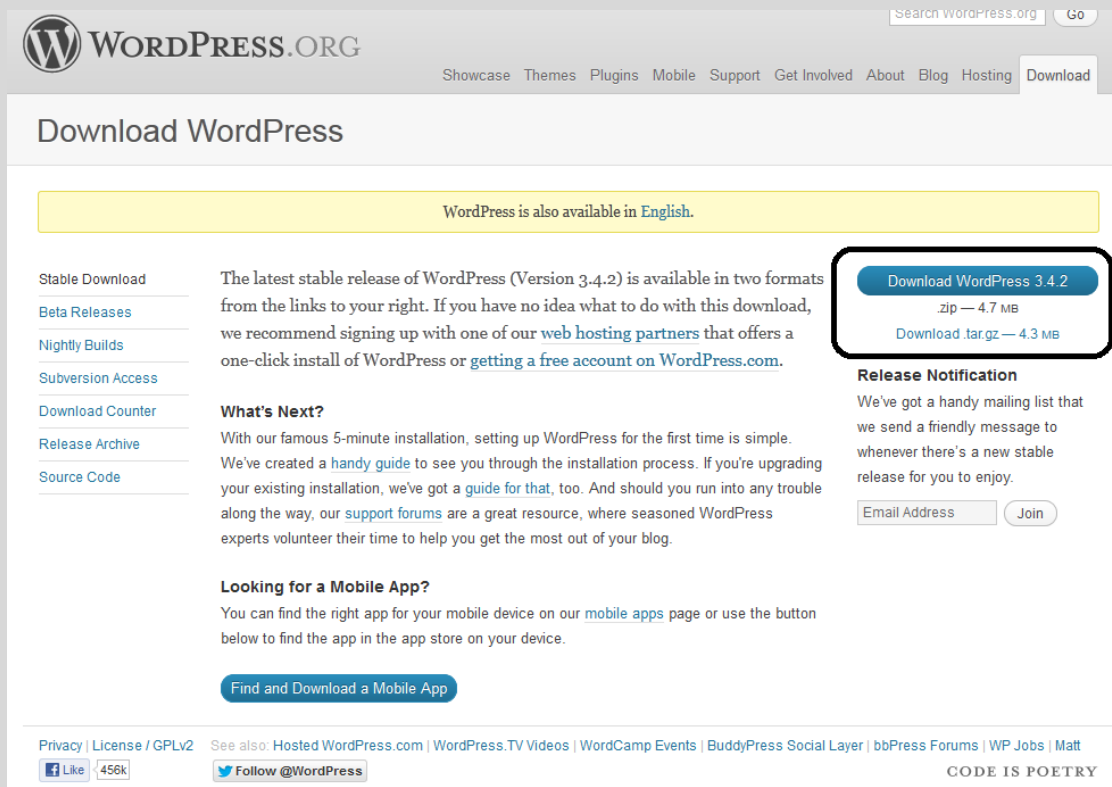 Search WordPress.org Go
WORDPRESS.ORG
Showcase Themes Plugins Mobile Support Get Involved About Blog Hosting Download
Download WordPress
WordPress is also available in English.
Stable Download
Beta Releases
Nightly Builds
Subversion Access
Download Counter
Release Archive
Source Code
The latest stable release of WordPress (Version 3.4.2) is available in two formats
from the links to your right. If you have no idea what to do with this download,
we recommend signing up with one of our web hosting partners that offers a
one-click install of WordPress or getting a free account on WordPress.com.
What's Next?
With our famous 5-minute installation, setting up WordPress for the first time is simple.
We've created a handy guide to see you through the installation process. If you're upgrading
your existing installation, we've got a guide for that, too. And should you run into any trouble
along the way, our support forums are a great resource, where seasoned WordPress
experts volunteer their time to help you get the most out of your blog.
Looking for a Mobile App?
You can find the right app for your mobile device on our mobile apps page or use the button
below to find the app in the app store on your device.
Find and Download a Mobile App
Download WordPress 3.4.2
.zip — 4.7 MB
Download .tar.gz — 4.3 MB
Release Notification
We've got a handy mailing list that
we send a friendly message to
whenever there's a new stable
release for you to enjoy.
Email Address Join
Privacy | License / GPLv2 See also: Hosted WordPress.com | WordPress.TV Videos | WordCamp Events | BuddyPress Social Layer | bbPress Forums | WP Jobs | Matt
Like 456k Follow @WordPress CODE IS POETRY